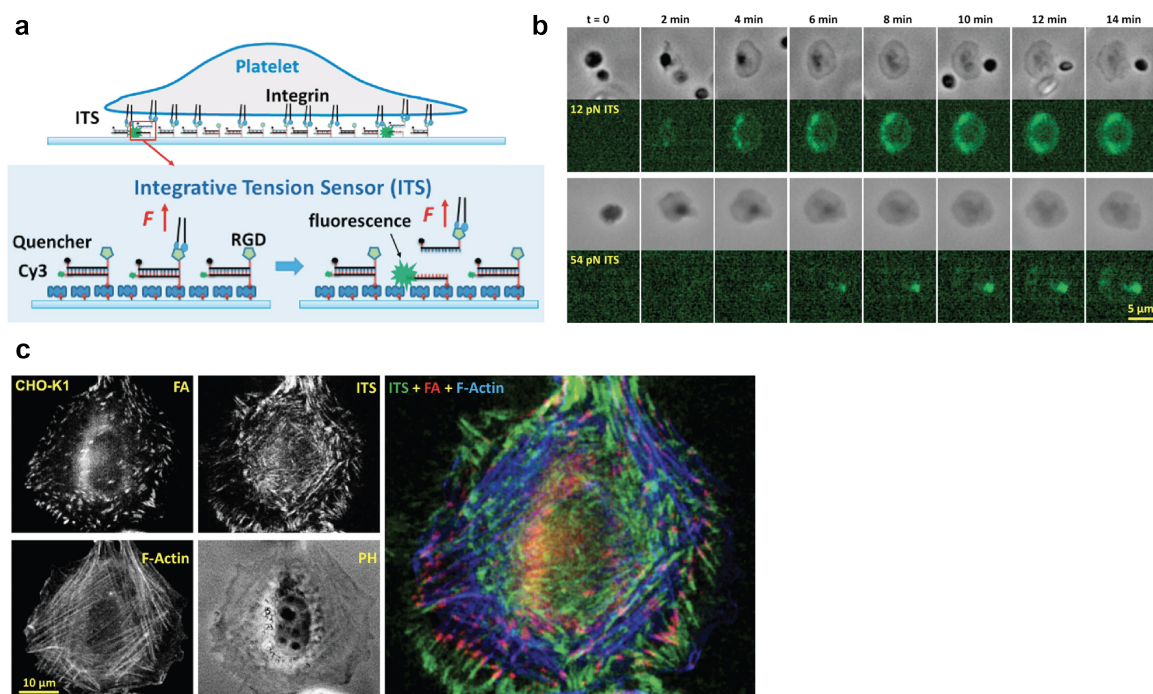 a
Platelet
Integrin
ITS
Integrative Tension Sensor (ITS)
F
F
fluorescence
Quencher
RGD
Cy3
b
t = 0 2 min 4 min 6 min 8 min 10 min 12 min 14 min
12 pN ITS
54 pN ITS
5 μm
c
CHO-K1 FA
ITS
ITS + FA + F-Actin
F-Actin
PH
10 μm